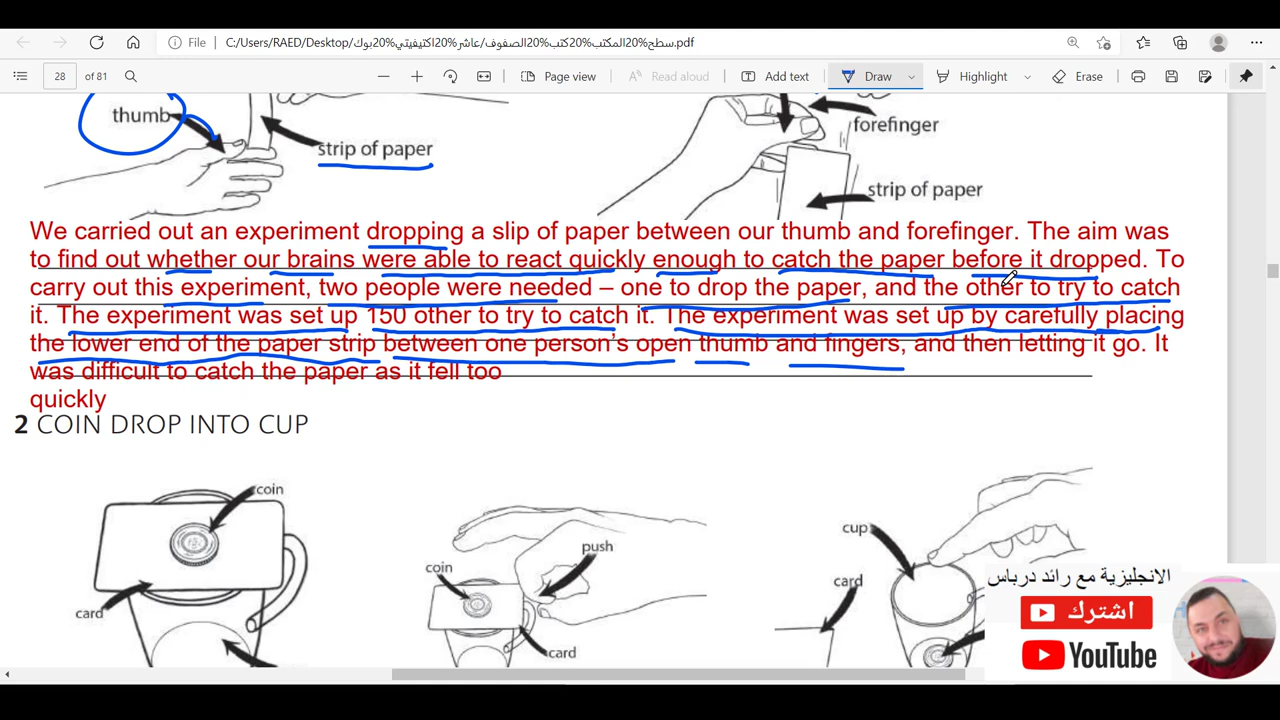 File
C:/Users/RAED/Desktop/سطح%20المكتب%20كتب%20الصفوف/عاشر%20اكتيفيتي%20بوك.pdf
28 of 81
Page view
Read aloud
Add text
Draw
Highlight
Erase
thumb
strip of paper
forefinger
strip of paper
We carried out an experiment dropping a slip of paper between our thumb and forefinger. The aim was
to find out whether our brains were able to react quickly enough to catch the paper before it dropped. To
carry out this experiment, two people were needed – one to drop the paper, and the other to try to catch
it. The experiment was set up 150 other to try to catch it. The experiment was set up by carefully placing
the lower end of the paper strip between one person's open thumb and fingers, and then letting it go. It
was difficult to catch the paper as it fell too
quickly
2 COIN DROP INTO CUP
coin
card
coin
push
card
cup
card
الانجليزية مع رائد درباس
اشترك
YouTube